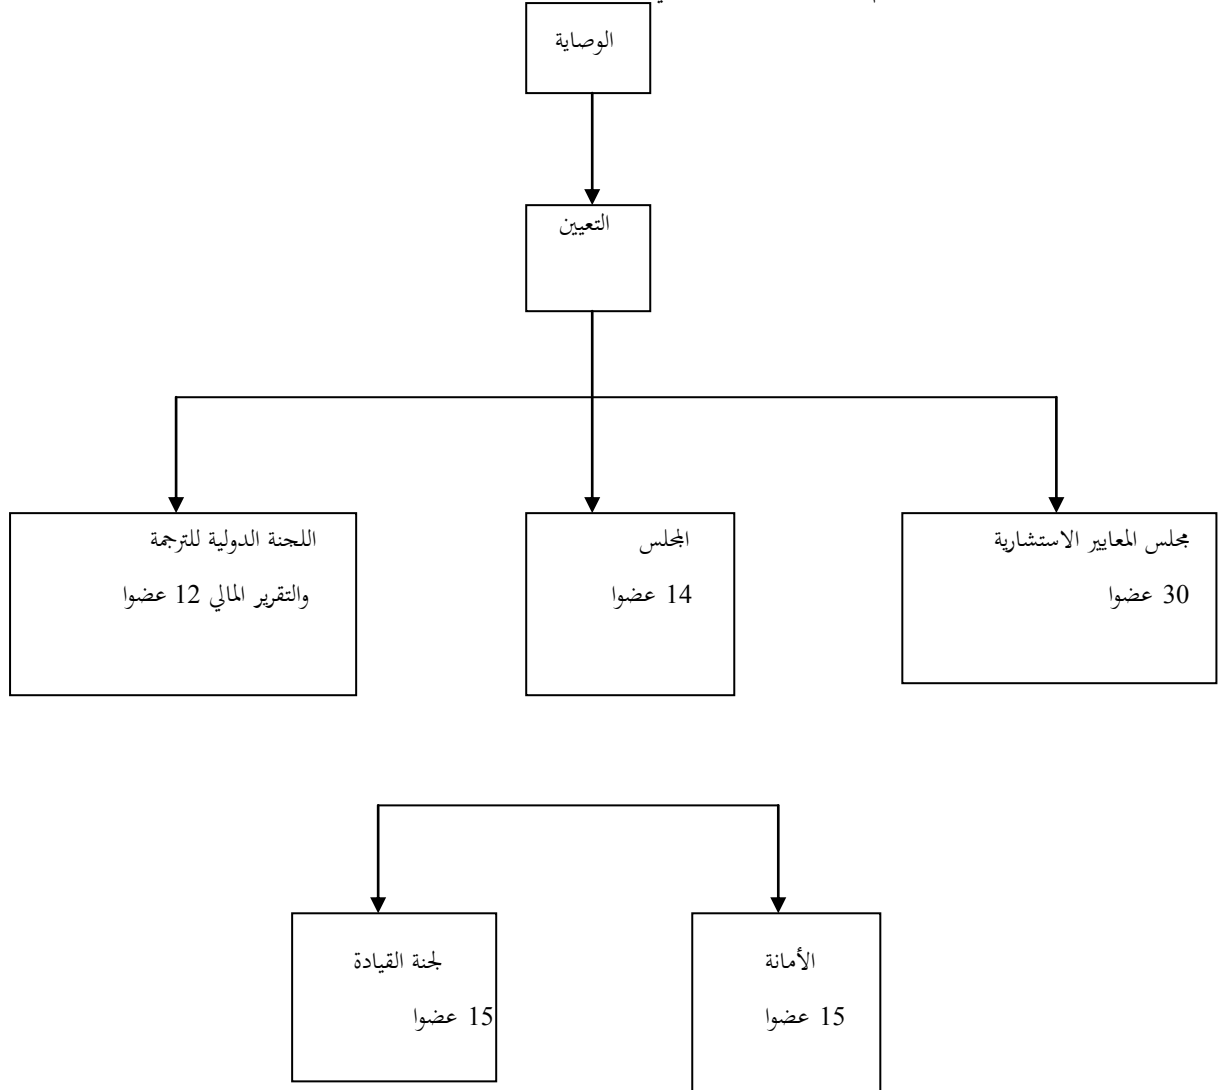 الوصاية
التعيين
مجلس المعايير الاستشارية
30 عضوا
المجلس
14 عضوا
اللجنة الدولية للترجمة
والتقرير المالي 12 عضوا
الأمانة
15 عضوا
لجنة القيادة
15 عضوا